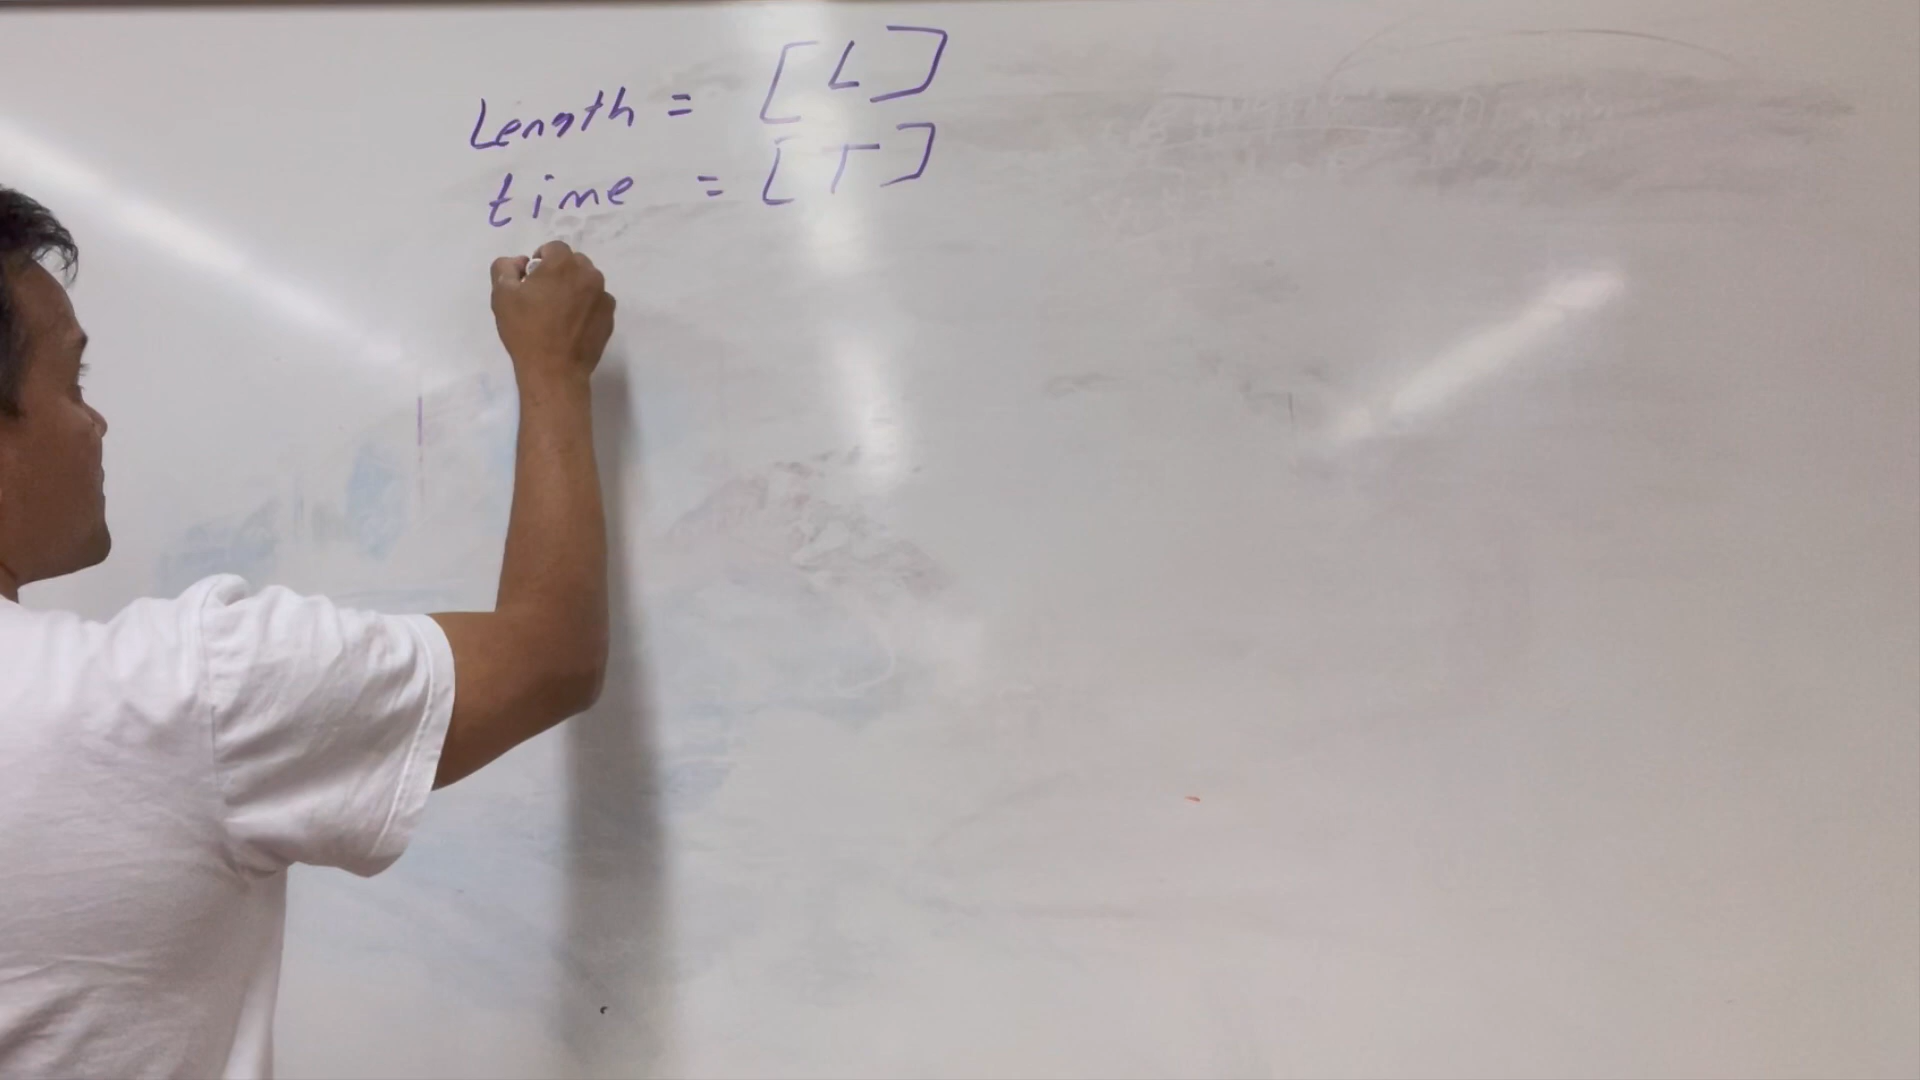 Length = [L]
time = [T]